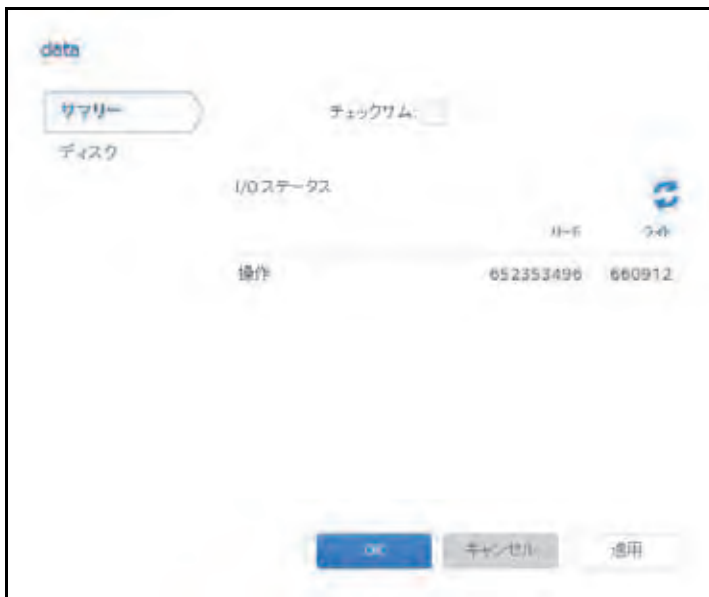 data
サマリー
チェックサム:
ディスク
I/Oステータス
リード ライト
操作 652353496 660912
OK キャンセル 適用